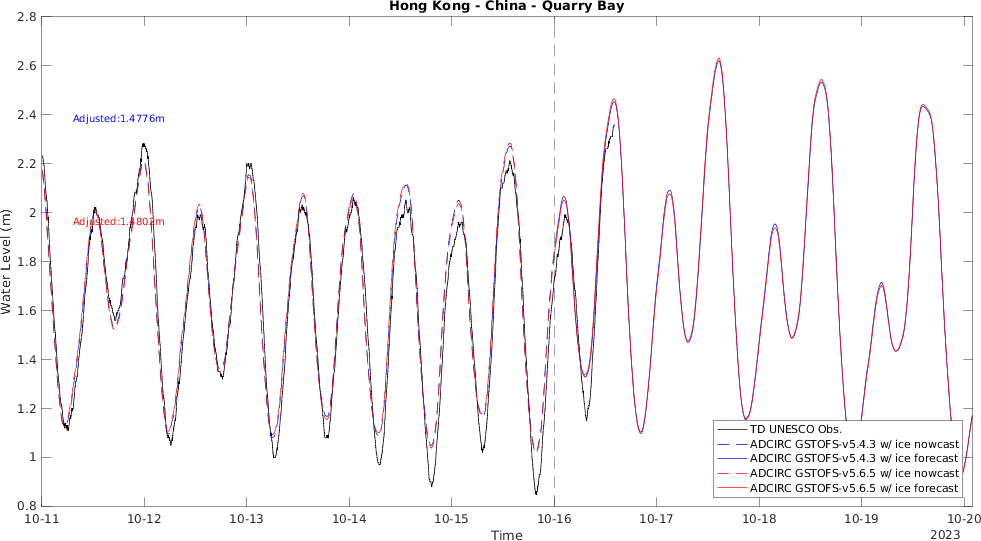 Hong Kong - China - Quarry Bay
2.8
2.6
2.4
2.2
2
1.8
1.6
1.4
1.2
1
0.8
Water Level (m)
Adjusted:1.4776m
Adjusted:1.4802m
TD UNESCO Obs.
ADCIRC GSTOFS-v5.4.3 w/ ice nowcast
ADCIRC GSTOFS-v5.4.3 w/ ice forecast
ADCIRC GSTOFS-v5.6.5 w/ ice nowcast
ADCIRC GSTOFS-v5.6.5 w/ ice forecast
10-11 10-12 10-13 10-14 10-15 10-16 10-17 10-18 10-19 10-20
Time 2023